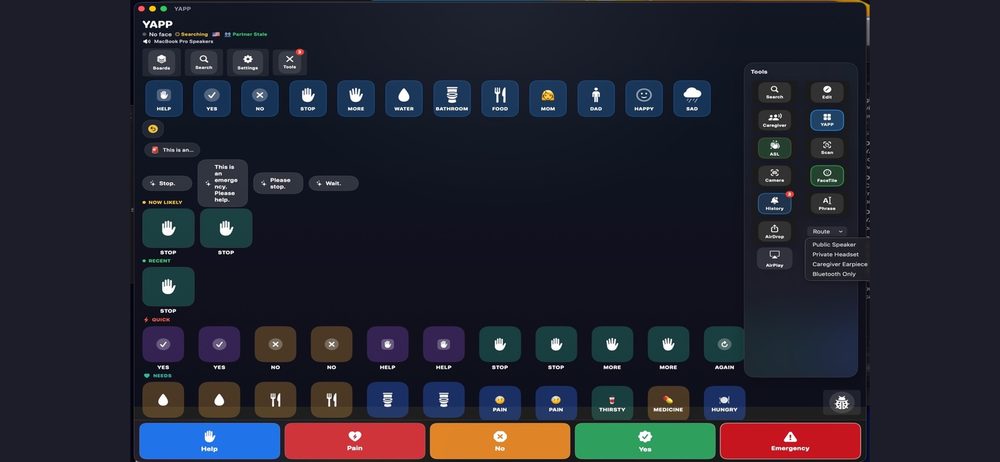 YAPP
YAPP
No face Searching Partner Stale
MacBook Pro Speakers
Boards Search Settings Tools 9
HELP YES NO STOP MORE WATER BATHROOM FOOD MOM DAD HAPPY SAD
This is an...
Stop.
This is
an
emerge
ncy.
Please
help.
Please
stop.
Wait.
NOW LIKELY
STOP STOP
RECENT
STOP
QUICK
YES YES NO NO HELP HELP STOP STOP MORE MORE AGAIN
NEEDS
PAIN PAIN THIRSTY MEDICINE HUNGRY
Help Pain No Yes Emergency
Tools
Search Edit
Caregiver YAPP
ASL Scan
Camera FaceTile
History Phrase
AirDrop Route
AirPlay
Public Speaker
Private Headset
Caregiver Earpiece
Bluetooth Only